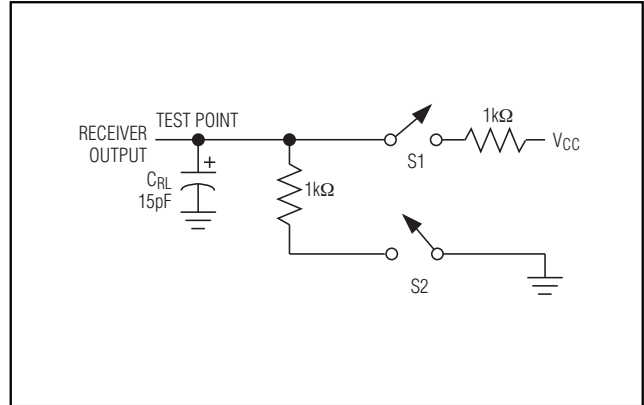 TEST POINT
RECEIVER
OUTPUT
C_RL
15pF
+
1kΩ
S1
1kΩ
V_CC
S2